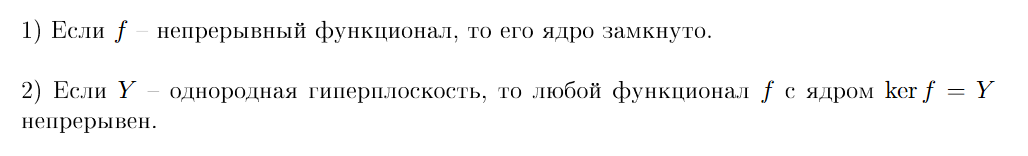 1) Если f – непрерывный функционал, то его ядро замкнуто.
2) Если Y – однородная гиперплоскость, то любой функционал f с ядром ker f = Y
непрерывен.